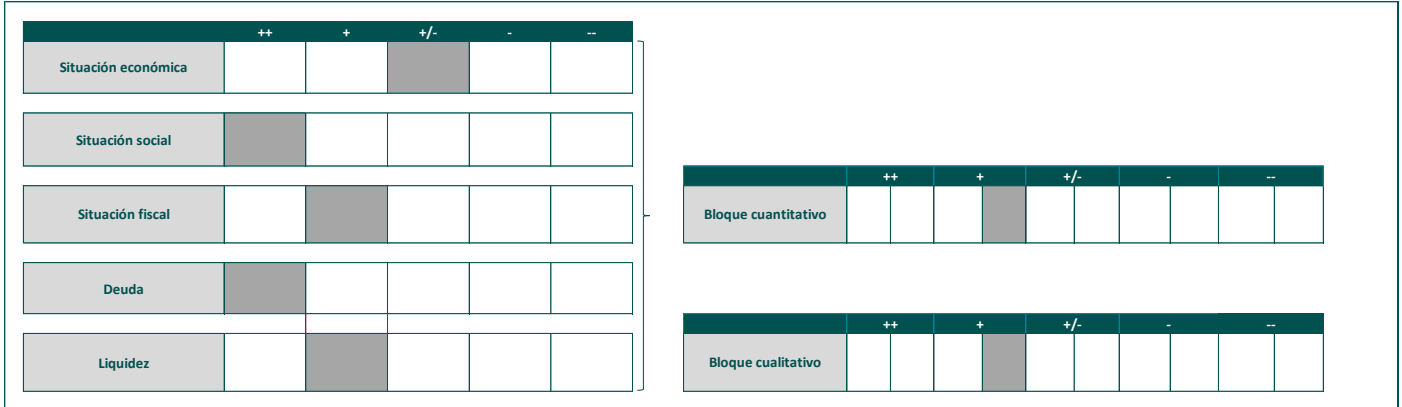 ++ + +/- - --
Situación económica
Situación social
Situación fiscal
Deuda
Liquidez
++ + +/- - --
Bloque cuantitativo
++ + +/- - --
Bloque cualitativo